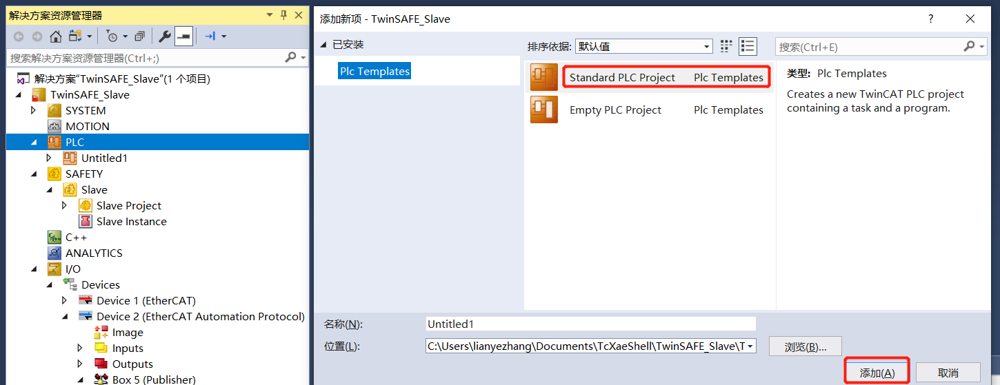 解决方案资源管理器
搜索解决方案资源管理器(Ctrl+;)
解决方案"TwinSAFE_Slave"(1 个项目)
TwinSAFE_Slave
SYSTEM
MOTION
PLC
Untitled1
SAFETY
Slave
Slave Project
Slave Instance
C++
ANALYTICS
I/O
Devices
Device 1 (EtherCAT)
Device 2 (EtherCAT Automation Protocol)
Image
Inputs
Outputs
Box 5 (Publisher)
添加新项 - TwinSAFE_Slave
?
已安装
Plc Templates
排序依据: 默认值
搜索(Ctrl+E)
Standard PLC Project Plc Templates
Empty PLC Project Plc Templates
类型: Plc Templates
Creates a new TwinCAT PLC project
containing a task and a program.
名称(N): Untitled1
位置(L): C:\Users\lianyezhang\Documents\TcXaeShell\TwinSAFE_Slave\T
浏览(B)...
添加(A) 取消